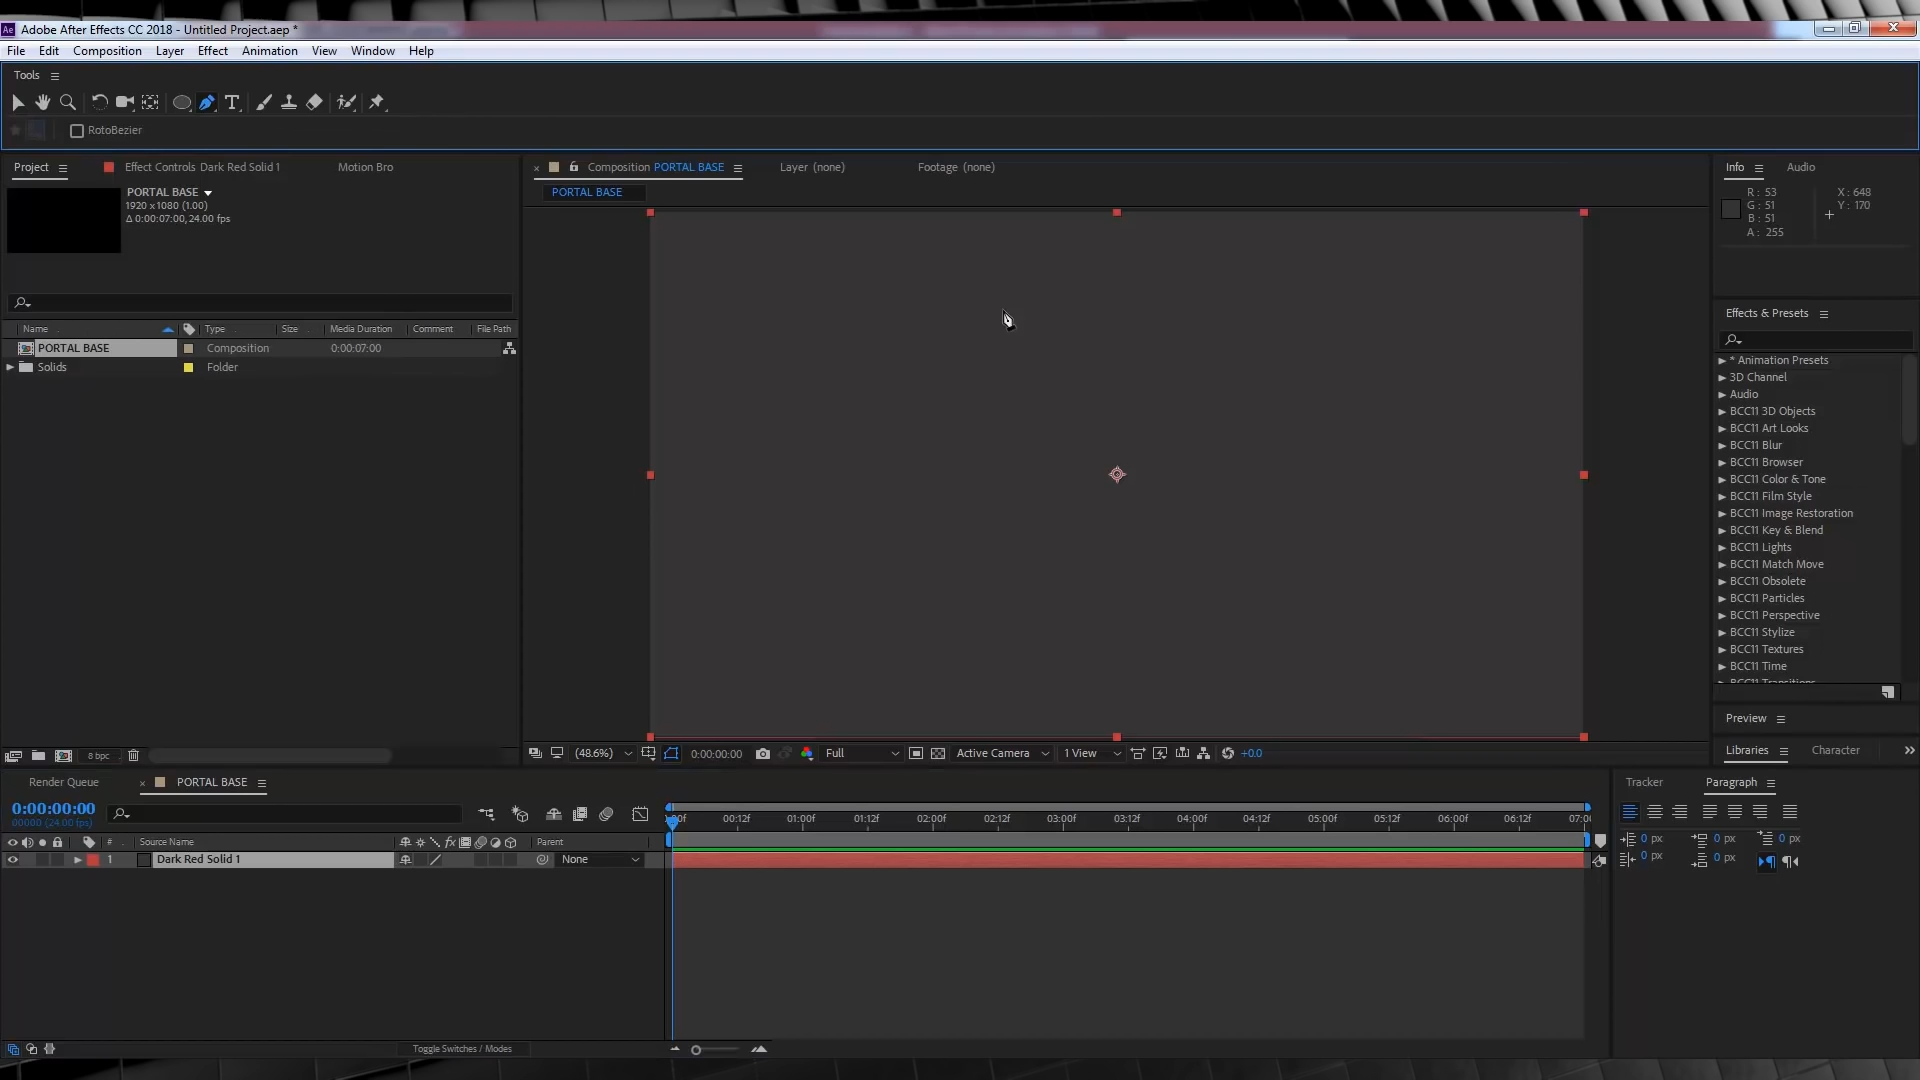 Adobe After Effects CC 2018 - Untitled Project.aep *
File Edit Composition Layer Effect Animation View Window Help
Tools
RotoBezier
Project Effect Controls Dark Red Solid 1 Motion Bro
PORTAL BASE
1920 x1080 (1.00)
Δ 0:00:07:00, 24.00 fps
Name Type Size Media Duration Comment File Path
PORTAL BASE Composition 0:00:07:00
Solids Folder
8 bpc
Composition PORTAL BASE Layer (none) Footage (none)
PORTAL BASE
(48.6%) 0:00:00:00 Full Active Camera 1 View +0.0
Info Audio
R : 53 X : 648
G : 51 Y : 170
B : 51
A : 255
Effects & Presets
* Animation Presets
3D Channel
Audio
BCC11 3D Objects
BCC11 Art Looks
BCC11 Blur
BCC11 Browser
BCC11 Color & Tone
BCC11 Film Style
BCC11 Image Restoration
BCC11 Key & Blend
BCC11 Lights
BCC11 Match Move
BCC11 Obsolete
BCC11 Particles
BCC11 Perspective
BCC11 Stylize
BCC11 Textures
BCC11 Time
BCC11 Transitions
Preview
Libraries Character
Render Queue PORTAL BASE
0:00:00:00
00000 (24.00 fps)
# Source Name Parent
1 Dark Red Solid 1 None
:00f 00:12f 01:00f 01:12f 02:00f 02:12f 03:00f 03:12f 04:00f 04:12f 05:00f 05:12f 06:00f 06:12f 07:0
Toggle Switches / Modes
Tracker Paragraph
0 px 0 px 0 px
0 px 0 px